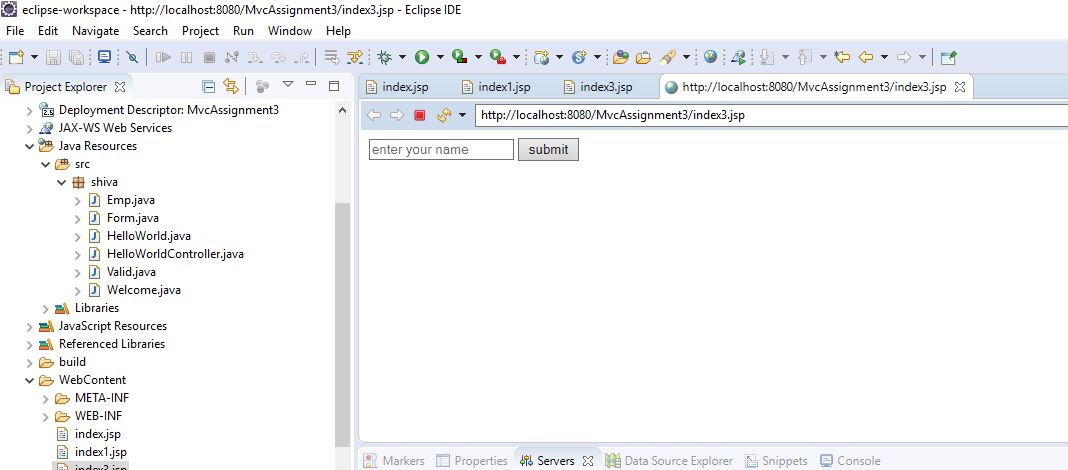 eclipse-workspace - http://localhost:8080/MvcAssignment3/index3.jsp - Eclipse IDE
File Edit Navigate Search Project Run Window Help
Project Explorer
index.jsp index1.jsp index3.jsp http://localhost:8080/MvcAssignment3/index3.jsp
2.5 Deployment Descriptor: MvcAssignment3
http://localhost:8080/MvcAssignment3/index3.jsp
JAX-WS Web Services
Java Resources
enter your name submit
src
shiva
Emp.java
Form.java
HelloWorld.java
HelloWorldController.java
Valid.java
Welcome.java
Libraries
JavaScript Resources
Referenced Libraries
build
WebContent
META-INF
WEB-INF
index.jsp
index1.jsp
index3.jsp
Markers Properties Servers Data Source Explorer Snippets Console